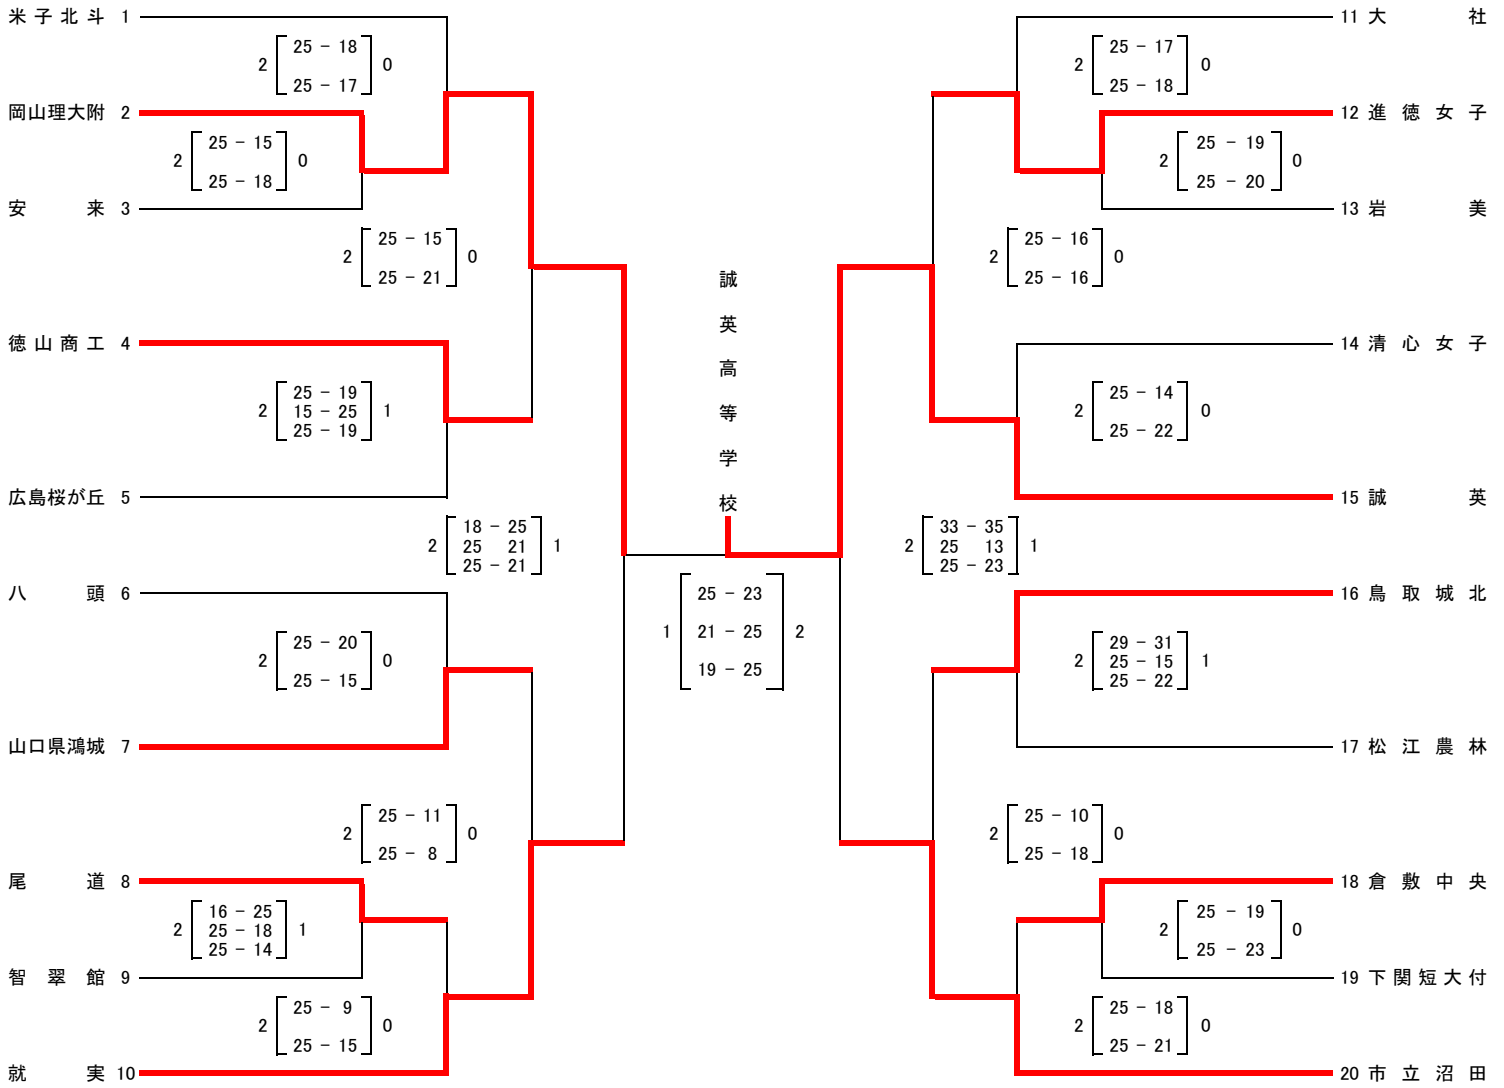 米子北斗 1
25 - 18
2 0
25 - 17
岡山理大附 2
25 - 15
2 0
25 - 18
安来 3
25 - 15
2 0
25 - 21
徳山商工 4
25 - 19
2 15 - 25 1
25 - 19
広島桜が丘 5
18 - 25
2 25 21 1
25 - 21
八頭 6
25 - 20
2 0
25 - 15
山口県鴻城 7
25 - 11
2 0
25 - 8
尾道 8
16 - 25
2 25 - 18 1
25 - 14
智翠館 9
25 - 9
2 0
25 - 15
就実 10
誠英高等学校
25 - 23
1 21 - 25 2
19 - 25
11 大社
25 - 17
2 0
25 - 18
12 進徳女子
25 - 19
2 0
25 - 20
13 岩美
25 - 16
2 0
25 - 16
14 清心女子
25 - 14
2 0
25 - 22
15 誠英
33 - 35
2 25 13 1
25 - 23
16 鳥取城北
29 - 31
2 25 - 15 1
25 - 22
17 松江農林
25 - 10
2 0
25 - 18
18 倉敷中央
25 - 19
2 0
25 - 23
19 下関短大付
25 - 18
2 0
25 - 21
20 市立沼田